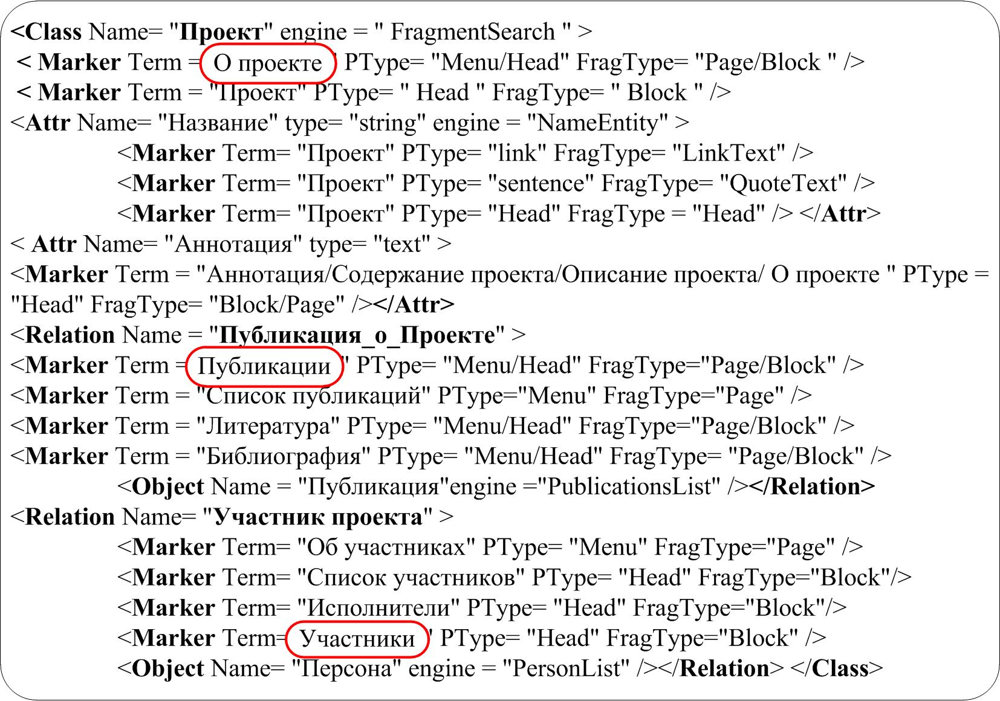 <Class Name= "Проект" engine = " FragmentSearch " >
< Marker Term = О проекте " PType= "Menu/Head" FragType= "Page/Block " />
< Marker Term = "Проект" PType= " Head " FragType= " Block " />
<Attr Name= "Название" type= "string" engine = "NameEntity" >
<Marker Term= "Проект" PType= "link" FragType= "LinkText" />
<Marker Term= "Проект" PType= "sentence" FragType= "QuoteText" />
<Marker Term= "Проект" PType= "Head" FragType = "Head" /> </Attr>
< Attr Name= "Аннотация" type= "text" >
<Marker Term = "Аннотация/Содержание проекта/Описание проекта/ О проекте " PType =
"Head" FragType= "Block/Page" /></Attr>
<Relation Name = "Публикация_о_Проекте" >
<Marker Term = Публикации " PType= "Menu/Head" FragType="Page/Block" />
<Marker Term = "Список публикаций" PType="Menu" FragType="Page" />
<Marker Term = "Литература" PType= "Menu/Head" FragType="Page/Block" />
<Marker Term = "Библиография" PType= "Menu/Head" FragType= "Page/Block" />
<Object Name = "Публикация"engine ="PublicationsList" /></Relation>
<Relation Name= "Участник проекта" >
<Marker Term= "Об участниках" PType= "Menu" FragType="Page" />
<Marker Term= "Список участников" PType= "Head" FragType="Block"/>
<Marker Term= "Исполнители" PType= "Head" FragType="Block"/>
<Marker Term= Участники " PType= "Head" FragType="Block" />
<Object Name= "Персона" engine = "PersonList" /></Relation> </Class>